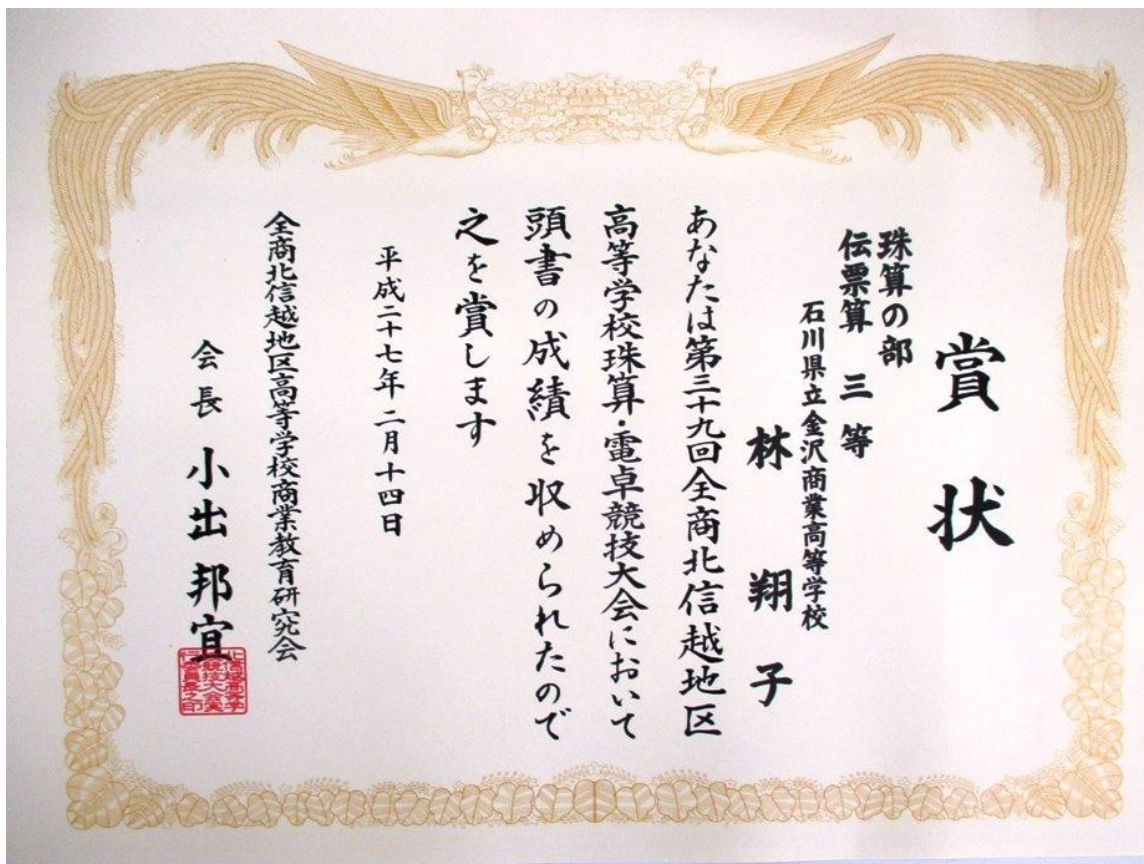 賞状
珠算の部
伝票算 三等
石川県立金沢商業高等学校
林翔子
あなたは第三十九回全商北信越地区
高等学校珠算・電卓競技大会において
頭書の成績を収められたので
之を賞します
平成二十七年二月十四日
全商北信越地区高等学校商業教育研究会
会長 小出邦宜